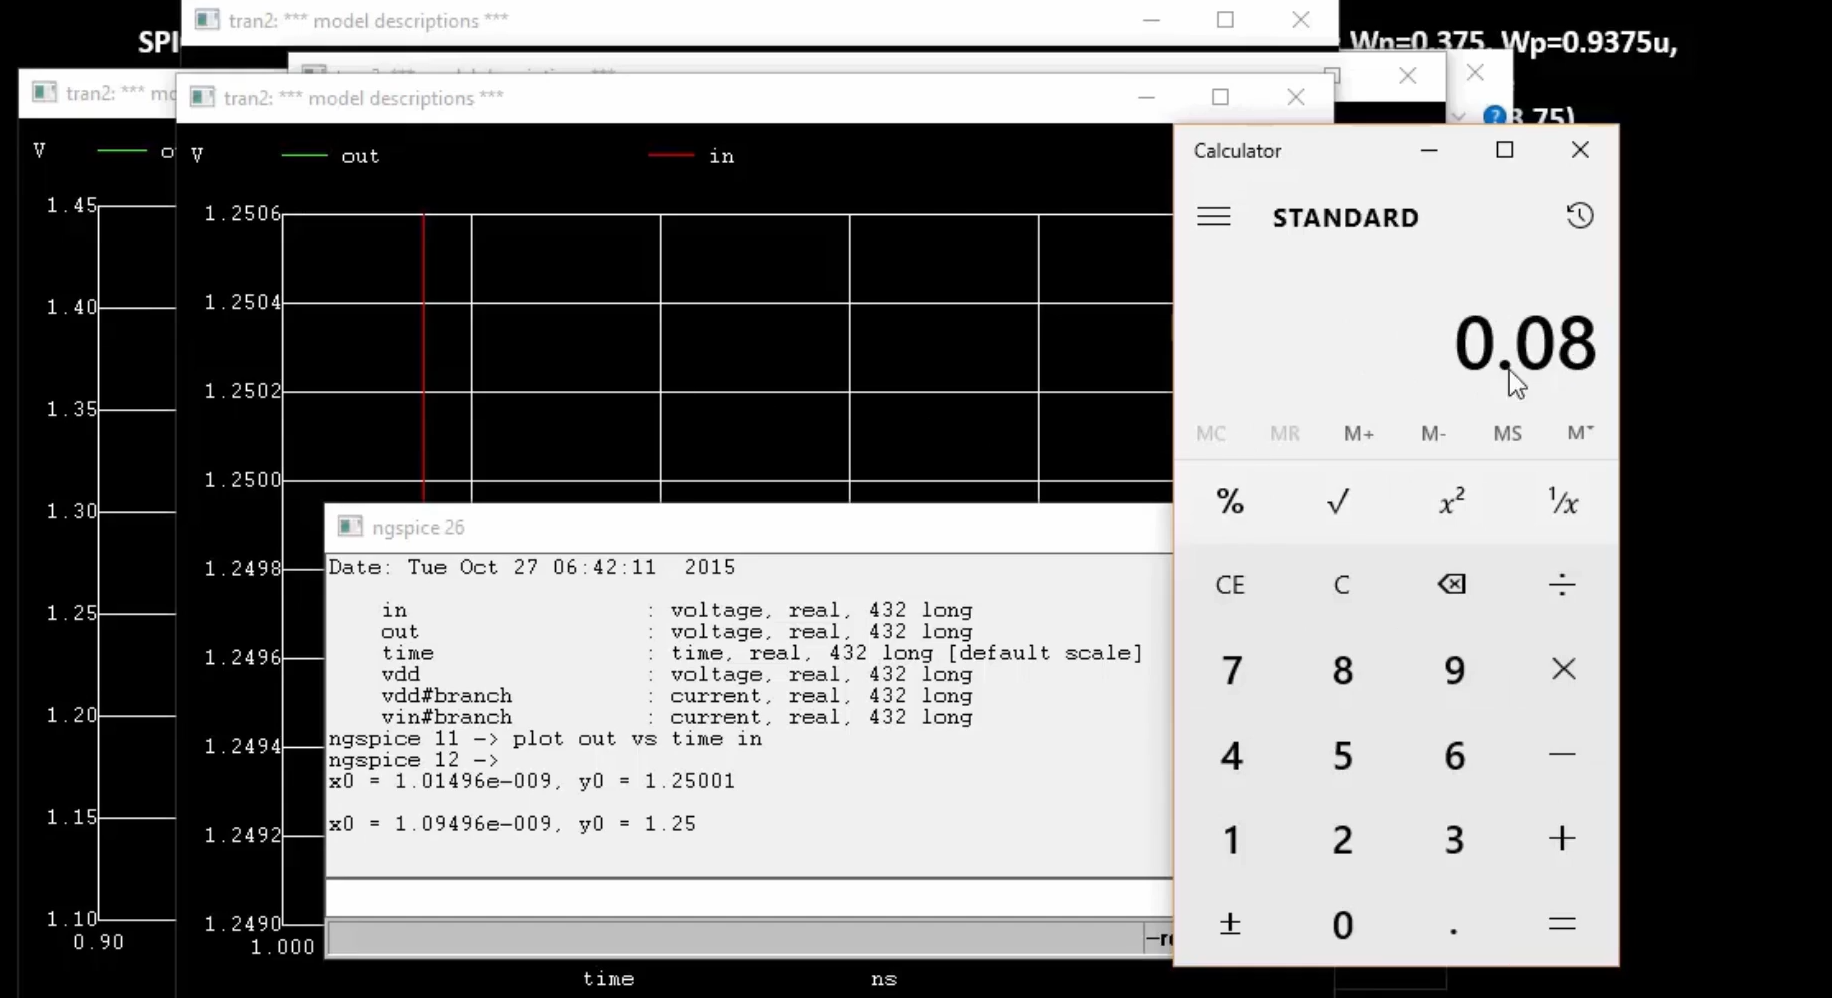 tran2: *** model descriptions ***
SPI
Wn=0.375, Wp=0.9375u,
tran2: *** mo
tran2: *** model descriptions ***
3.75)
V
out
in
V
1.45
1.40
1.35
1.30
1.25
1.20
1.15
1.10
0.90
1.2506
1.2504
1.2502
1.2500
1.2498
1.2496
1.2494
1.2492
1.2490
1.000
time
ns
ngspice 26
Date: Tue Oct 27 06:42:11 2015
in : voltage, real, 432 long
out : voltage, real, 432 long
time : time, real, 432 long [default scale]
vdd : voltage, real, 432 long
vdd#branch : current, real, 432 long
vin#branch : current, real, 432 long
ngspice 11 -> plot out vs time in
ngspice 12 ->
x0 = 1.01496e-009, y0 = 1.25001
x0 = 1.09496e-009, y0 = 1.25
Calculator
STANDARD
0.08
MC MR M+ M- MS M
% √ x² ¹/x
CE C ÷
7 8 9 ×
4 5 6 −
1 2 3 +
± 0 . =